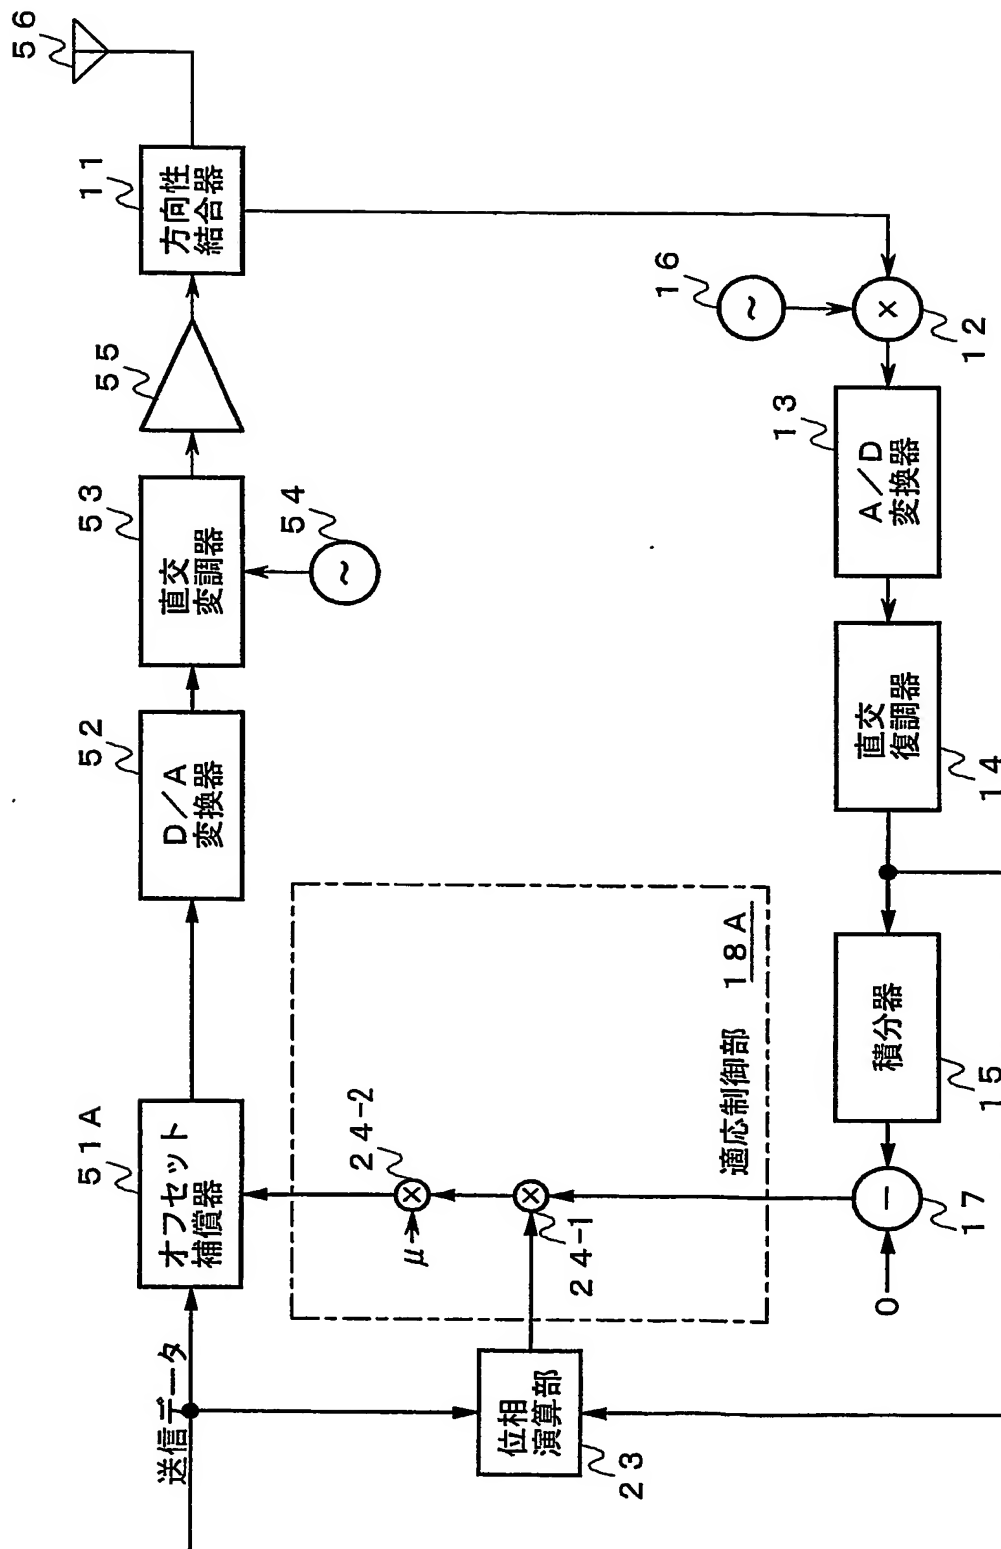 送信データ
51A
オフセット
補償器
52
D/A
変換器
53
直交
変調器
54
~
55
11
方向性
結合器
56
位相
演算部
23
μ
24-2
×
24-1
×
適応制御部 18A
0
−
17
積分器
15
直交
復調器
14
A/D
変換器
13
×
12
16
~